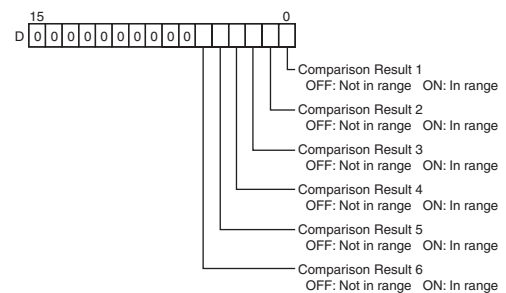 15 0
D 0 0 0 0 0 0 0 0 0 0
Comparison Result 1
OFF: Not in range ON: In range
Comparison Result 2
OFF: Not in range ON: In range
Comparison Result 3
OFF: Not in range ON: In range
Comparison Result 4
OFF: Not in range ON: In range
Comparison Result 5
OFF: Not in range ON: In range
Comparison Result 6
OFF: Not in range ON: In range